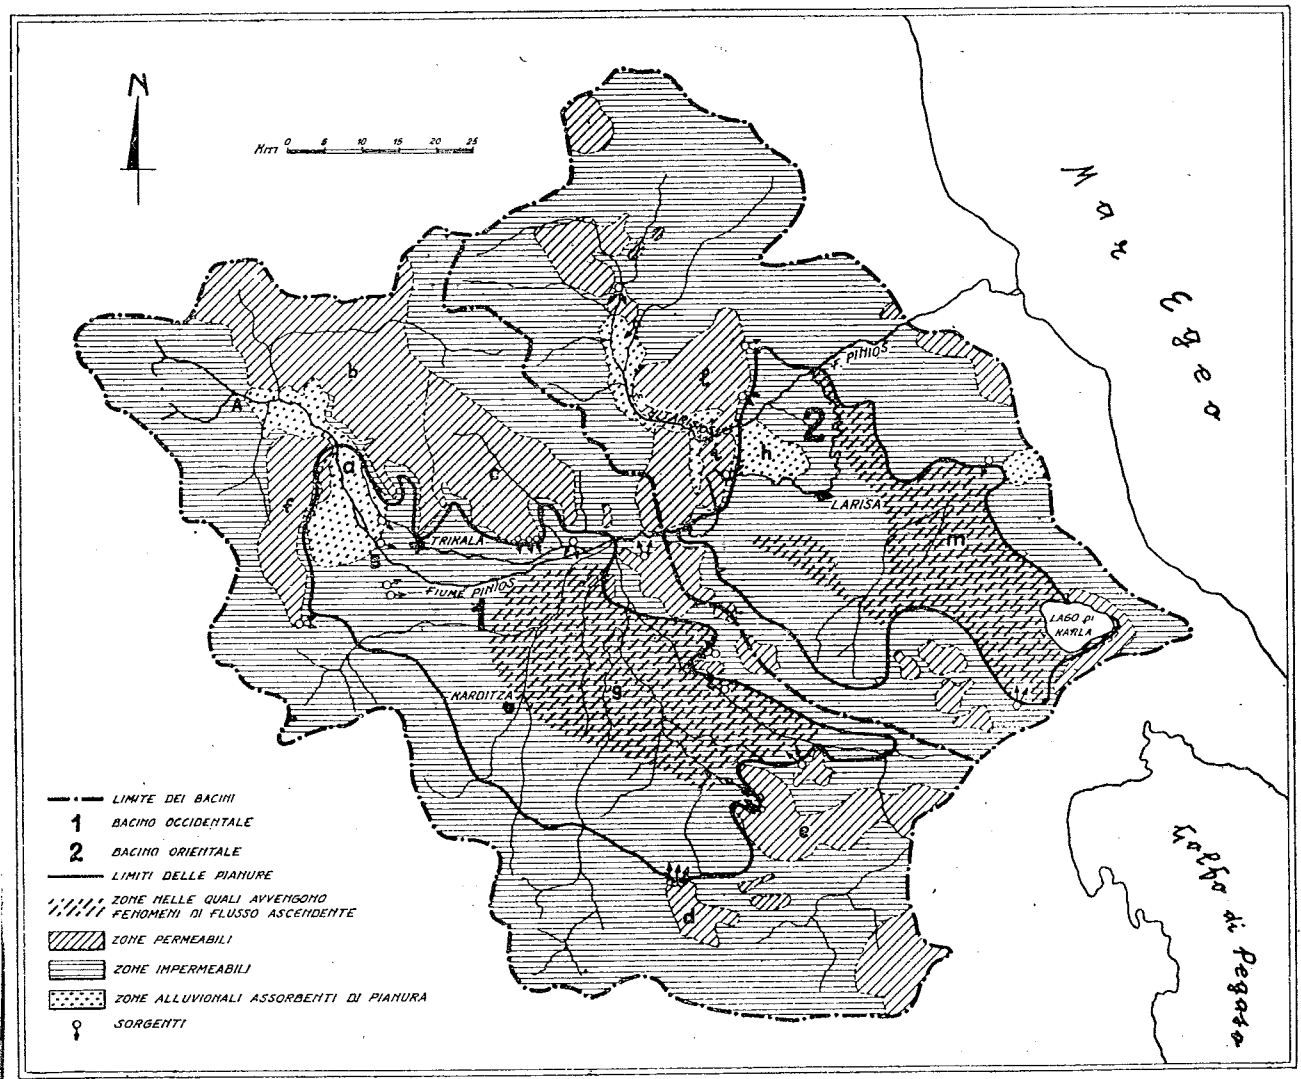 N
Kmt 0 5 10 15 20 25
Mar Egeo
b
A
a
f
c
TRIKALA
B
FIUME PINIOS
1
KARDITZA
g
l
i
h
2
F. PINIOS
LARISA
m
LAGO DI
KARLA
e
d
Golfo di Pegaso
LIMITE DEI BACINI
1 BACINO OCCIDENTALE
2 BACINO ORIENTALE
LIMITI DELLE PIANURE
ZONE NELLE QUALI AVVENGONO
FENOMENI DI FLUSSO ASCENDENTE
ZONE PERMEABILI
ZONE IMPERMEABILI
ZONE ALLUVIONALI ASSORBENTI DI PIANURA
SORGENTI